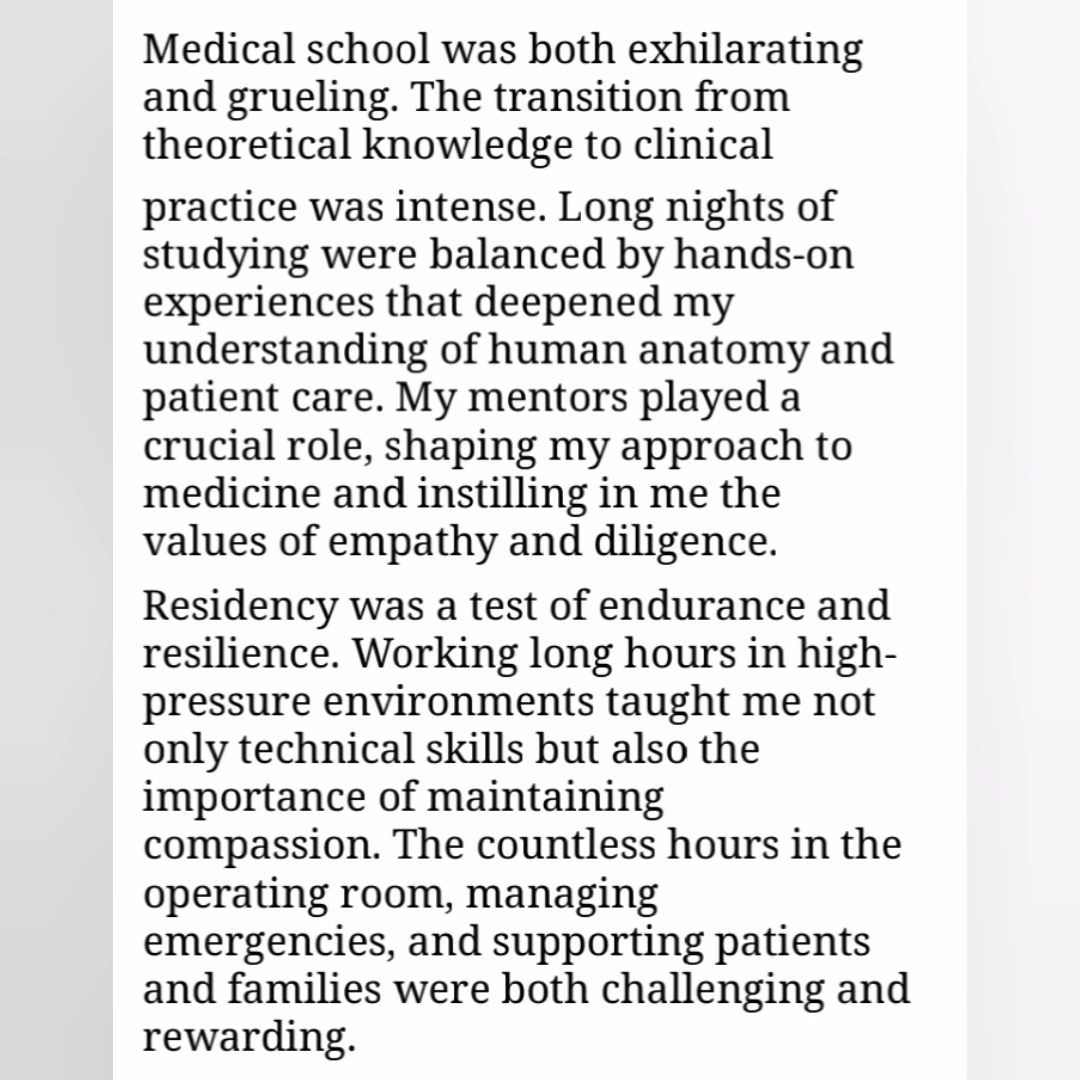 Medical school was both exhilarating
and grueling. The transition from
theoretical knowledge to clinical
practice was intense. Long nights of
studying were balanced by hands-on
experiences that deepened my
understanding of human anatomy and
patient care. My mentors played a
crucial role, shaping my approach to
medicine and instilling in me the
values of empathy and diligence.
Residency was a test of endurance and
resilience. Working long hours in high-
pressure environments taught me not
only technical skills but also the
importance of maintaining
compassion. The countless hours in the
operating room, managing
emergencies, and supporting patients
and families were both challenging and
rewarding.